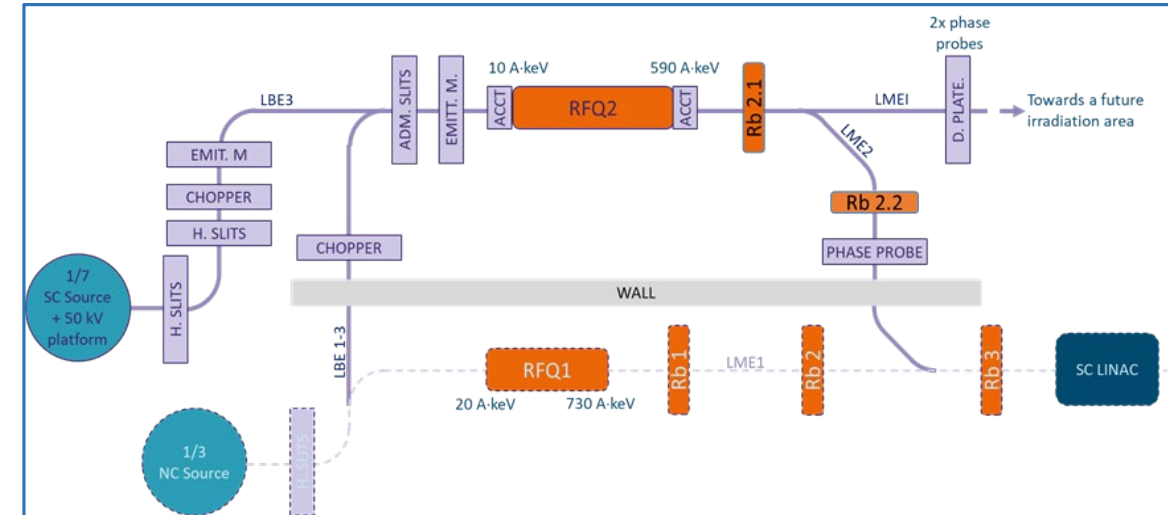 2x phase
probes
10 A·keV
590 A·keV
LBE3
ADM. SLITS
EMITT. M.
ACCT
RFQ2
ACCT
Rb 2.1
LMEI
D. PLATE.
Towards a future
irradiation area
LME2
EMIT. M
CHOPPER
H. SLITS
Rb 2.2
CHOPPER
PHASE PROBE
1/7
SC Source
+ 50 kV
platform
H. SLITS
WALL
LBE 1-3
RFQ1
Rb 1
LME1
Rb 2
Rb 3
SC LINAC
20 A·keV
730 A·keV
1/3
NC Source
H. SLITS